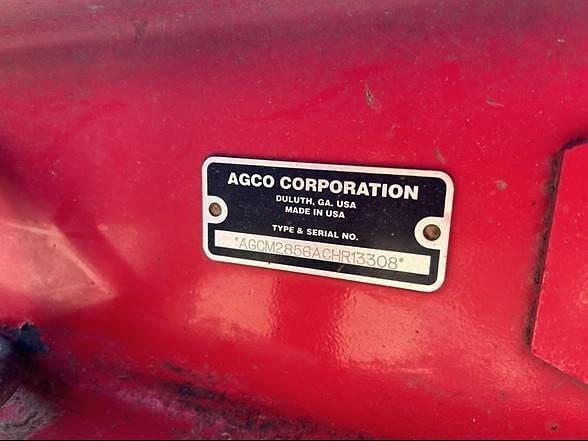 AGCO CORPORATION
DULUTH, GA. USA
MADE IN USA
TYPE & SERIAL NO.
*AGCM2856ACHR13308*